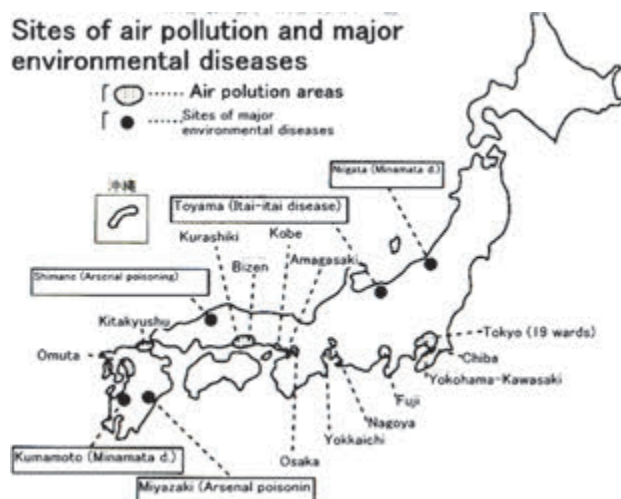 Sites of air pollution and major
environmental diseases
Air polution areas
Sites of major
environmental diseases
沖縄
Niigata (Minamata d.)
Toyama (Itai-itai disease)
Kurashiki
Kobe
Bizen
Amagasaki
Shimane (Arsenal poisoning)
Kitakyushu
Omuta
Tokyo (19 wards)
Chiba
Yokohama-Kawasaki
Fuji
Nagoya
Yokkaichi
Osaka
Kumamoto (Minamata d.)
Miyazaki (Arsenal poisonin